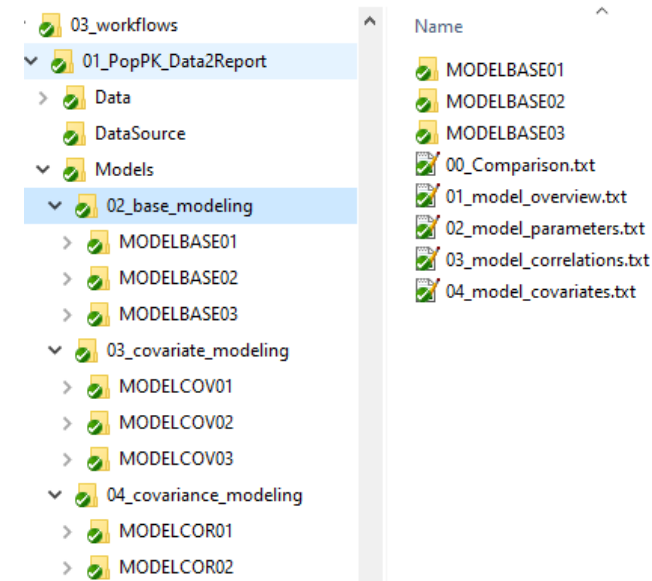 03_workflows
01_PopPK_Data2Report
Data
DataSource
Models
02_base_modeling
MODELBASE01
MODELBASE02
MODELBASE03
03_covariate_modeling
MODELCOV01
MODELCOV02
MODELCOV03
04_covariance_modeling
MODELCOR01
MODELCOR02
Name
MODELBASE01
MODELBASE02
MODELBASE03
00_Comparison.txt
01_model_overview.txt
02_model_parameters.txt
03_model_correlations.txt
04_model_covariates.txt